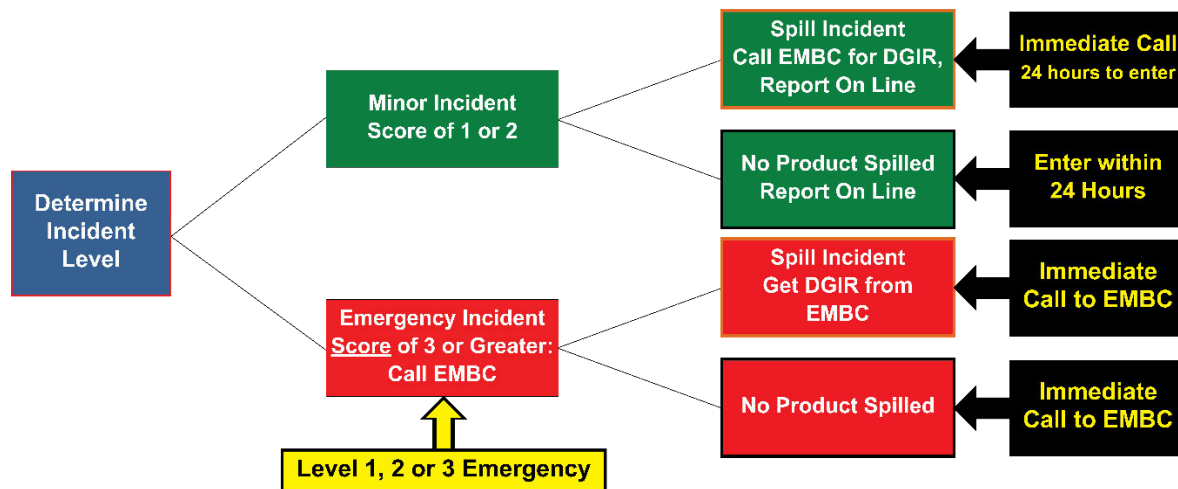 Determine
Incident
Level
Minor Incident
Score of 1 or 2
Emergency Incident
Score of 3 or Greater:
Call EMBC
Level 1, 2 or 3 Emergency
Spill Incident
Call EMBC for DGIR,
Report On Line
Immediate Call
24 hours to enter
No Product Spilled
Report On Line
Enter within
24 Hours
Spill Incident
Get DGIR from
EMBC
Immediate
Call to EMBC
No Product Spilled
Immediate
Call to EMBC